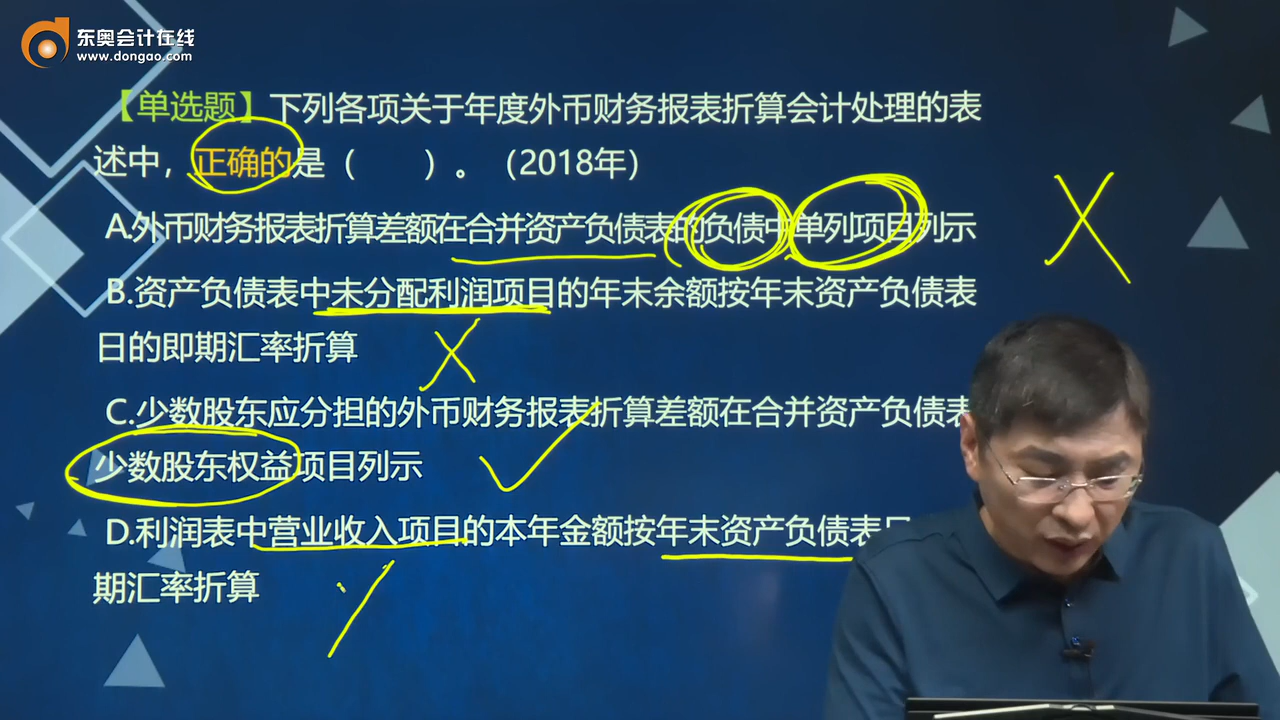 东奥会计在线
www.dongao.com
【单选题】下列各项关于年度外币财务报表折算会计处理的表
述中，正确的是（ ）。（2018年）
A.外币财务报表折算差额在合并资产负债表的负债中单列项目列示
B.资产负债表中未分配利润项目的年末余额按年末资产负债表
日的即期汇率折算
C.少数股东应分担的外币财务报表折算差额在合并资产负债表
少数股东权益项目列示
D.利润表中营业收入项目的本年金额按年末资产负债表
期汇率折算